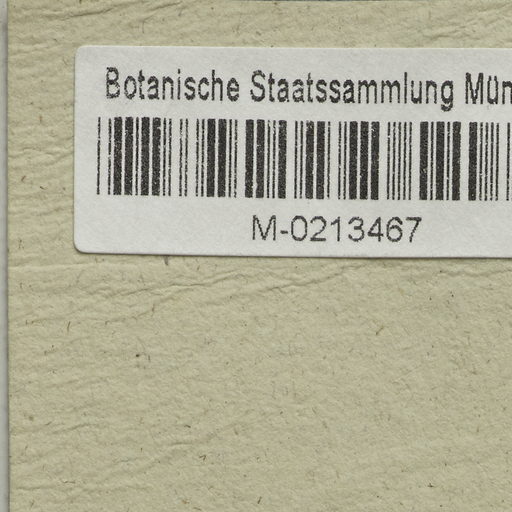 Botanische Staatssammlung Mün
M-0213467